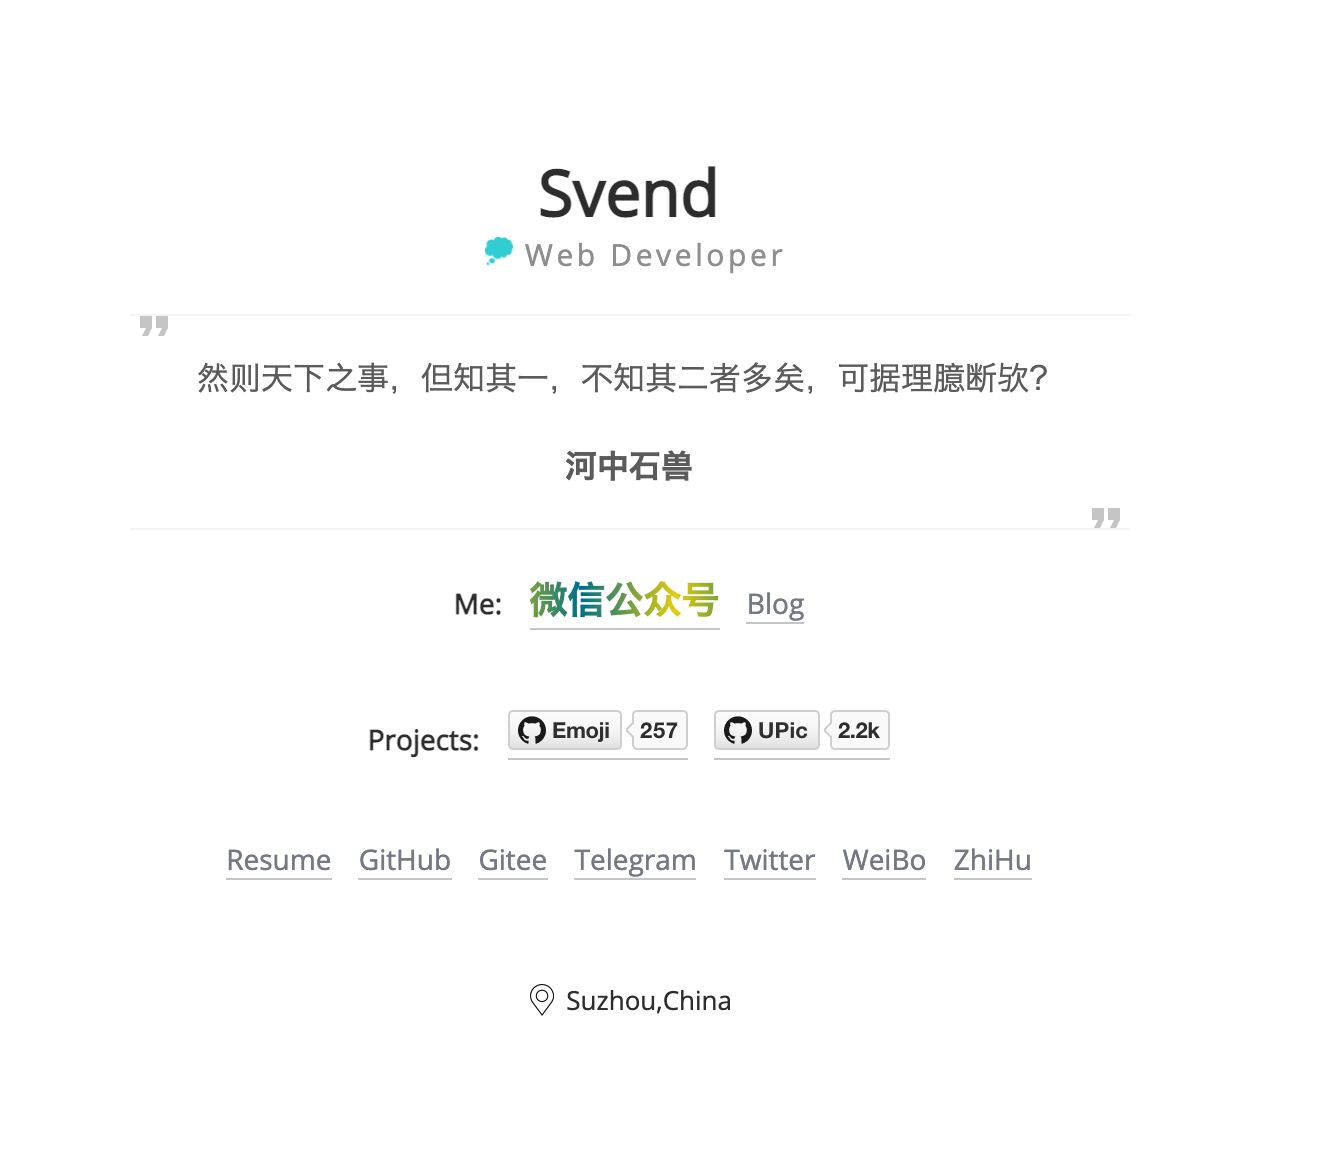 Svend
Web Developer
然则天下之事，但知其一，不知其二者多矣，可据理臆断欤？
河中石兽
Me: 微信公众号 Blog
Projects: Emoji 257 UPic 2.2k
Resume GitHub Gitee Telegram Twitter WeiBo ZhiHu
Suzhou,China